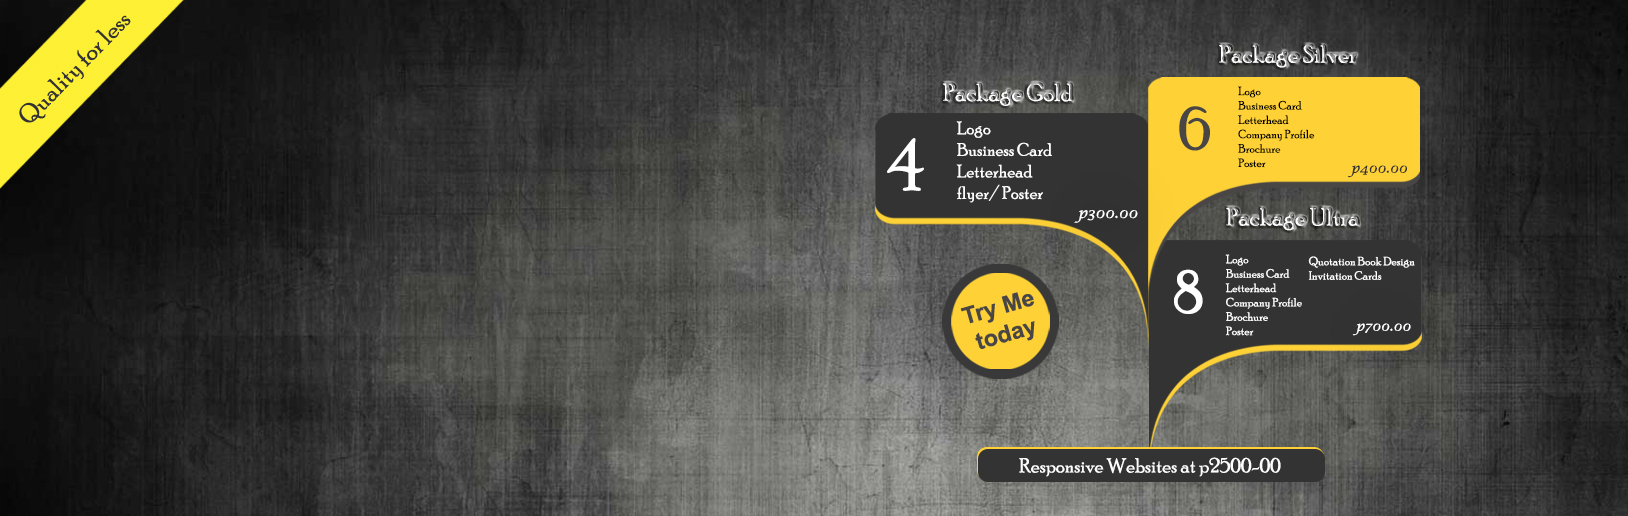 Quality for less
Package Gold
4
Logo
Business Card
Letterhead
flyer/ Poster
p300.00
Package Silver
6
Logo
Business Card
Letterhead
Company Profile
Brochure
Poster
p400.00
Package Ultra
8
Logo
Business Card
Letterhead
Company Profile
Brochure
Poster
Quotation Book Design
Invitation Cards
p700.00
Try Me
today
Responsive Websites at p2500-00